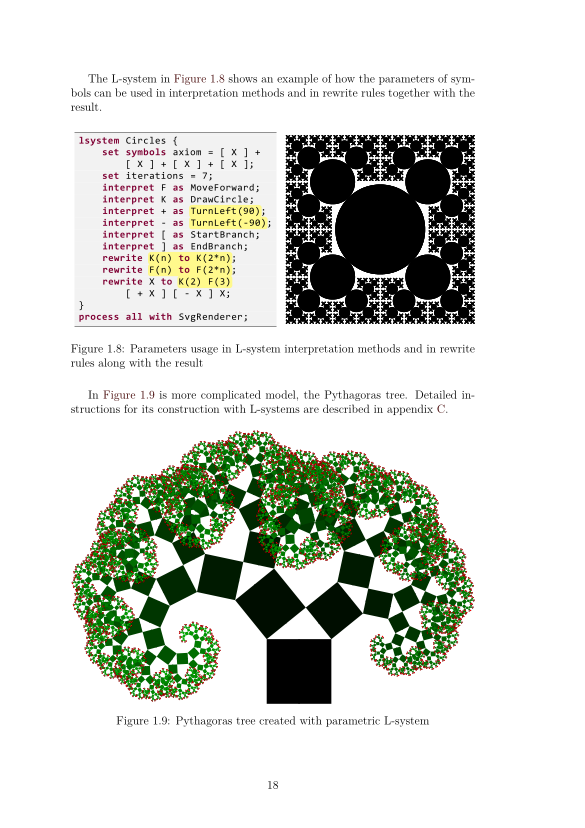 The L-system in Figure 1.8 shows an example of how the parameters of sym-
bols can be used in interpretation methods and in rewrite rules together with the
result.
lsystem Circles {
set symbols axiom = [ X ] +
[ X ] + [ X ] + [ X ];
set iterations = 7;
interpret F as MoveForward;
interpret K as DrawCircle;
interpret + as TurnLeft(90);
interpret - as TurnLeft(-90);
interpret [ as StartBranch;
interpret ] as EndBranch;
rewrite K(n) to K(2*n);
rewrite F(n) to F(2*n);
rewrite X to K(2) F(3)
[ + X ] [ - X ] X;
}
process all with SvgRenderer;
Figure 1.8: Parameters usage in L-system interpretation methods and in rewrite
rules along with the result
In Figure 1.9 is more complicated model, the Pythagoras tree. Detailed in-
structions for its construction with L-systems are described in appendix C.
Figure 1.9: Pythagoras tree created with parametric L-system
18